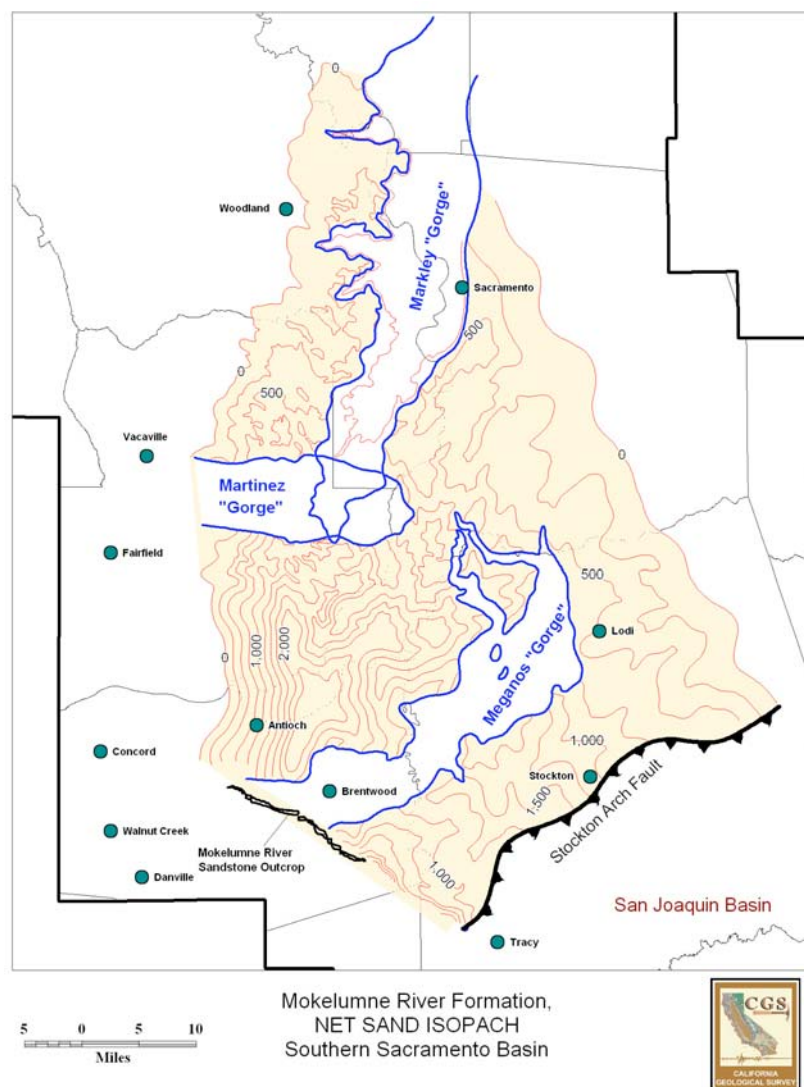 0
Woodland
Markley "Gorge"
Sacramento
500
0
500
Vacaville
0
Martinez
"Gorge"
Fairfield
500
Lodi
0
1,000
2,000
Meganos "Gorge"
Antioch
Concord
1,000
Stockton
Brentwood
1,500
Stockton Arch Fault
Walnut Creek
Mokelumne River
Sandstone Outcrop
Danville
1,000
San Joaquin Basin
Tracy
Mokelumne River Formation,
NET SAND ISOPACH
Southern Sacramento Basin
5 0 5 10
Miles
CGS
CALIFORNIA
GEOLOGICAL SURVEY